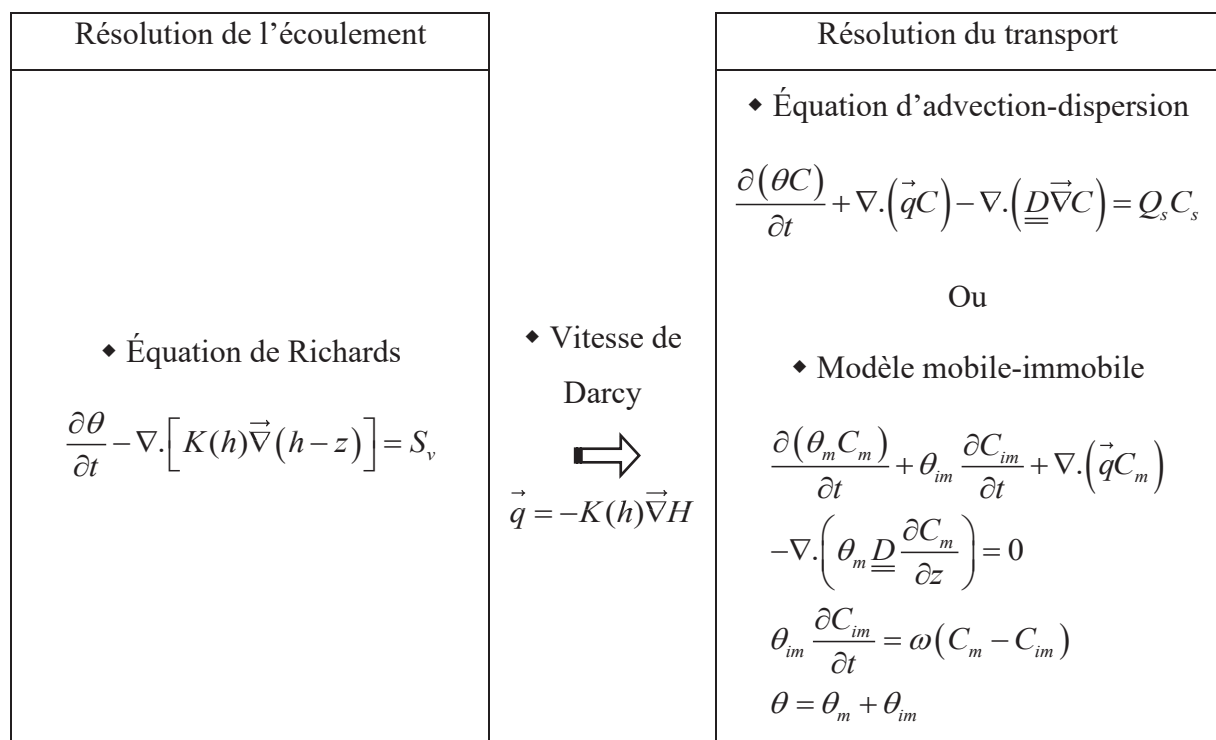 Résolution de l’écoulement
◆ Équation de Richards
∂θ/∂t − ∇.[K(h)∇⃗(h − z)] = S_v
◆ Vitesse de
Darcy
q⃗ = −K(h)∇⃗H
Résolution du transport
◆ Équation d’advection-dispersion
∂(θC)/∂t + ∇.(q⃗C) − ∇.(D̳∇⃗C) = Q_s C_s
Ou
◆ Modèle mobile-immobile
∂(θ_m C_m)/∂t + θ_im ∂C_im/∂t + ∇.(q⃗C_m)
−∇.(θ_m D̳ ∂C_m/∂z) = 0
θ_im ∂C_im/∂t = ω(C_m − C_im)
θ = θ_m + θ_im